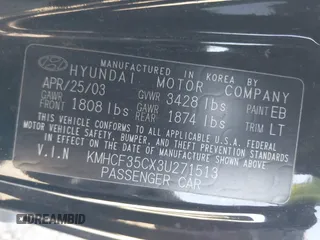 MANUFACTURED IN KOREA
HYUNDAI MOTOR COMPANY
APR/25/03 GVWR 3428 lbs PAINT EB
GAWR FRONT 1808 lbs GAWR REAR 1874 lbs TRIM LT
THIS VEHICLE CONFORMS TO ALL APPLICABLE
U.S. FEDERAL MOTOR VEHICLE SAFETY, BUMPER, AND THEFT
PREVENTION STANDARDS IN EFFECT ON THE DATE OF
MANUFACTURE SHOWN ABOVE.
V.I.N KMHCF35CX3U271513
PASSENGER CAR
AUTOBIDMASTER